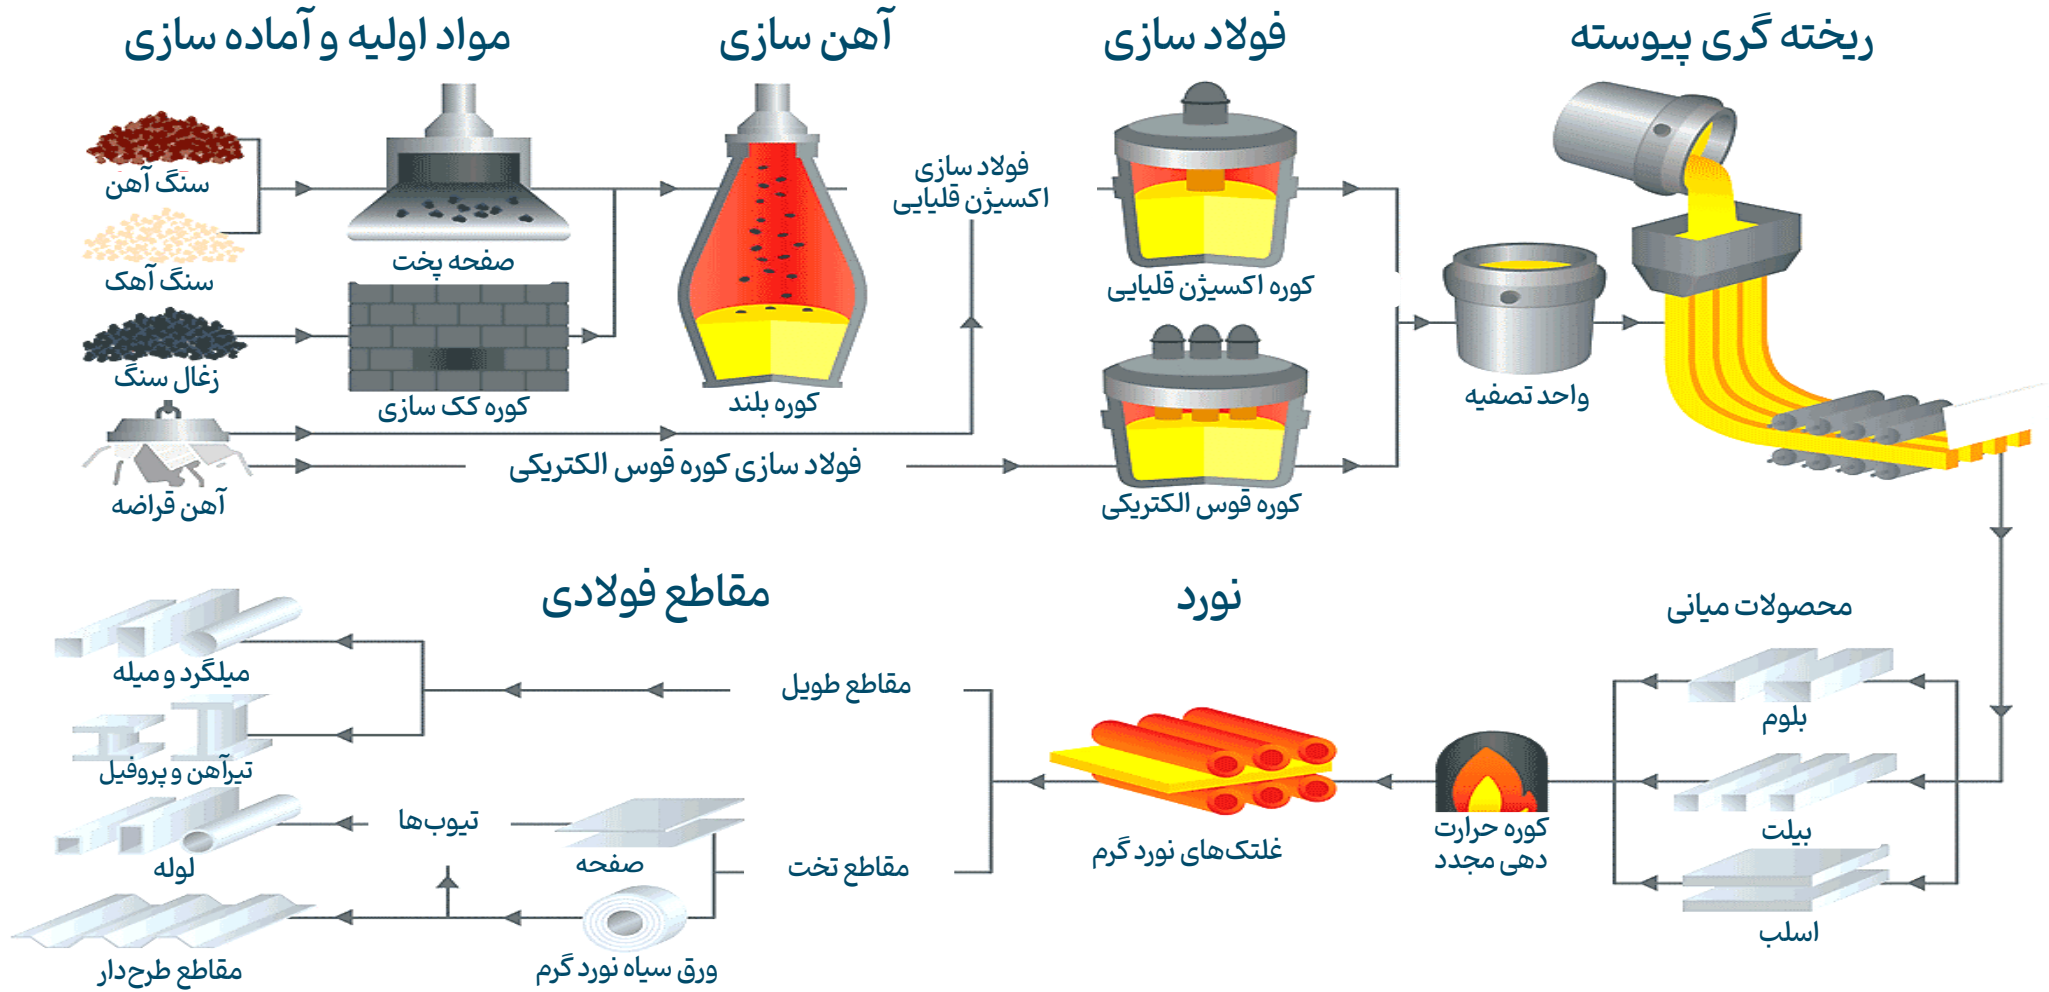 مواد اولیه و آماده سازی
آهن سازی
فولاد سازی
ریخته گری پیوسته
سنگ آهن
سنگ آهک
زغال سنگ
آهن قراضه
صفحه پخت
کوره کک سازی
کوره بلند
فولاد سازی
اکسیژن قلیایی
فولاد سازی کوره قوس الکتریکی
کوره اکسیژن قلیایی
کوره قوس الکتریکی
واحد تصفیه
محصولات میانی
بلوم
بیلت
اسلب
کوره حرارت
دهی مجدد
نورد
غلتک‌های نورد گرم
مقاطع فولادی
مقاطع طویل
مقاطع تخت
میلگرد و میله
تیرآهن و پروفیل
تیوب‌ها
لوله
صفحه
ورق سیاه نورد گرم
مقاطع طرح‌دار